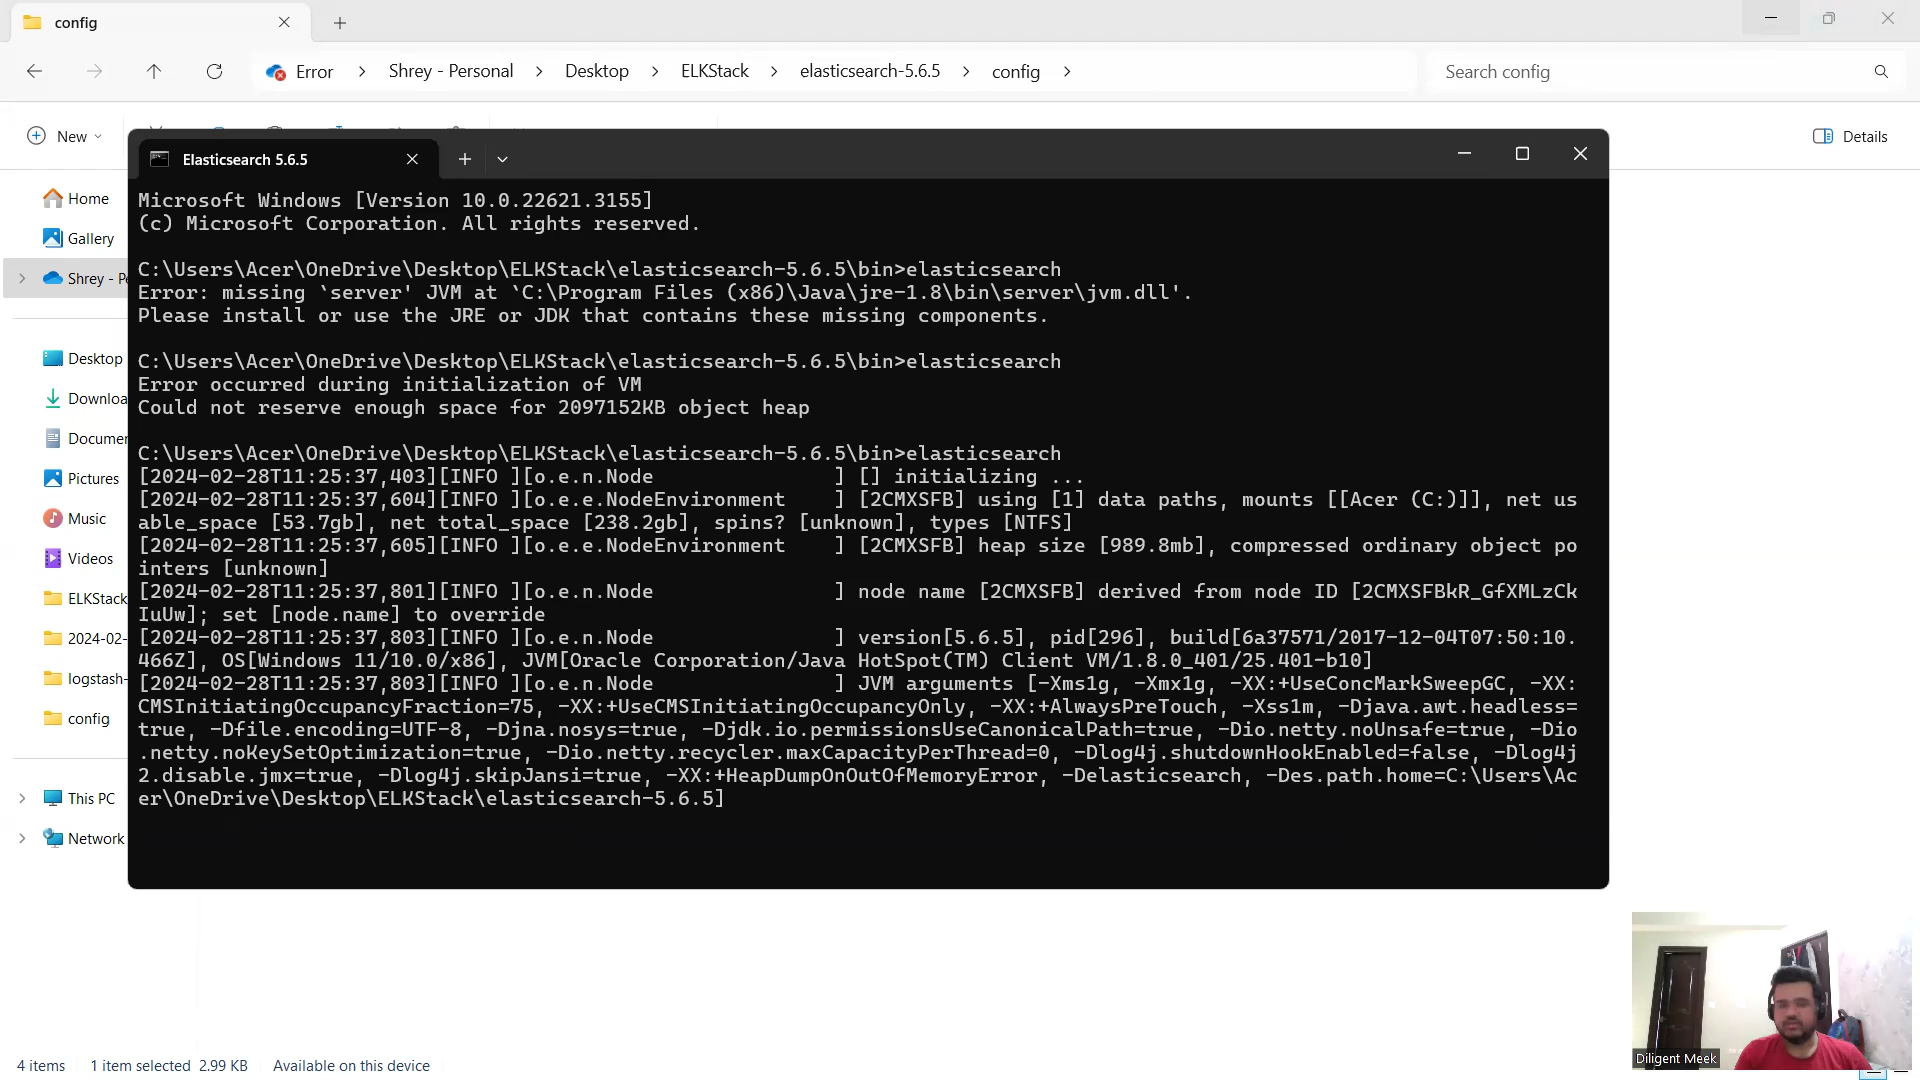 config
Error > Shrey - Personal > Desktop > ELKStack > elasticsearch-5.6.5 > config >
Search config
New
Details
Elasticsearch 5.6.5
Home
Gallery
Shrey - Pe
Desktop
Downloa
Documer
Pictures
Music
Videos
ELKStack
2024-02-
logstash-
config
This PC
Network
Microsoft Windows [Version 10.0.22621.3155]
(c) Microsoft Corporation. All rights reserved.
C:\Users\Acer\OneDrive\Desktop\ELKStack\elasticsearch-5.6.5\bin>elasticsearch
Error: missing `server' JVM at `C:\Program Files (x86)\Java\jre-1.8\bin\server\jvm.dll'.
Please install or use the JRE or JDK that contains these missing components.
C:\Users\Acer\OneDrive\Desktop\ELKStack\elasticsearch-5.6.5\bin>elasticsearch
Error occurred during initialization of VM
Could not reserve enough space for 2097152KB object heap
C:\Users\Acer\OneDrive\Desktop\ELKStack\elasticsearch-5.6.5\bin>elasticsearch
[2024-02-28T11:25:37,403][INFO ][o.e.n.Node               ] [] initializing ...
[2024-02-28T11:25:37,604][INFO ][o.e.e.NodeEnvironment    ] [2CMXSFB] using [1] data paths, mounts [[Acer (C:)]], net us
able_space [53.7gb], net total_space [238.2gb], spins? [unknown], types [NTFS]
[2024-02-28T11:25:37,605][INFO ][o.e.e.NodeEnvironment    ] [2CMXSFB] heap size [989.8mb], compressed ordinary object po
inters [unknown]
[2024-02-28T11:25:37,801][INFO ][o.e.n.Node               ] node name [2CMXSFB] derived from node ID [2CMXSFBkR_GfXMLzCk
IuUw]; set [node.name] to override
[2024-02-28T11:25:37,803][INFO ][o.e.n.Node               ] version[5.6.5], pid[296], build[6a37571/2017-12-04T07:50:10.
466Z], OS[Windows 11/10.0/x86], JVM[Oracle Corporation/Java HotSpot(TM) Client VM/1.8.0_401/25.401-b10]
[2024-02-28T11:25:37,803][INFO ][o.e.n.Node               ] JVM arguments [-Xms1g, -Xmx1g, -XX:+UseConcMarkSweepGC, -XX:
CMSInitiatingOccupancyFraction=75, -XX:+UseCMSInitiatingOccupancyOnly, -XX:+AlwaysPreTouch, -Xss1m, -Djava.awt.headless=
true, -Dfile.encoding=UTF-8, -Djna.nosys=true, -Djdk.io.permissionsUseCanonicalPath=true, -Dio.netty.noUnsafe=true, -Dio
.netty.noKeySetOptimization=true, -Dio.netty.recycler.maxCapacityPerThread=0, -Dlog4j.shutdownHookEnabled=false, -Dlog4j
2.disable.jmx=true, -Dlog4j.skipJansi=true, -XX:+HeapDumpOnOutOfMemoryError, -Delasticsearch, -Des.path.home=C:\Users\Ac
er\OneDrive\Desktop\ELKStack\elasticsearch-5.6.5]
Diligent Meek
4 items 1 item selected 2.99 KB Available on this device